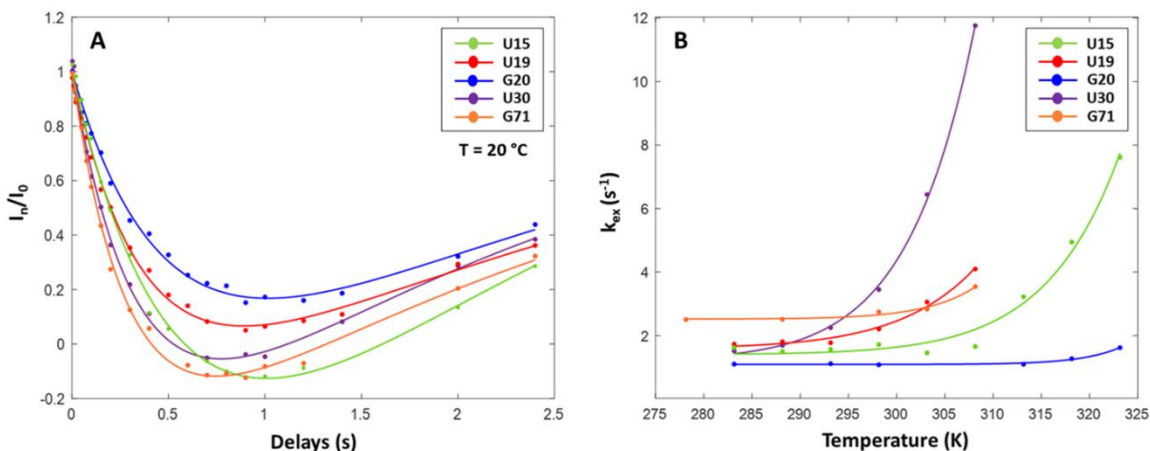 A
U15
U19
G20
U30
G71
T = 20 °C
1.2
1
0.8
0.6
0.4
0.2
0
-0.2
0
0.5
1
1.5
2
2.5
Delays (s)
Iₙ/I₀
B
U15
U19
G20
U30
G71
12
10
8
6
4
2
0
275
280
285
290
295
300
305
310
315
320
325
Temperature (K)
kₑₓ (s⁻¹)